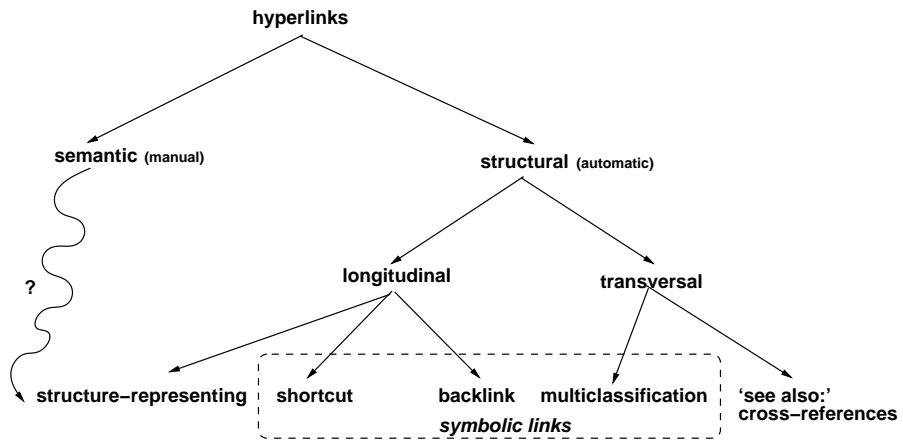 hyperlinks
semantic (manual)
structural (automatic)
longitudinal
transversal
?
structure–representing
shortcut
backlink
multiclassification
‘see also:’
cross–references
symbolic links